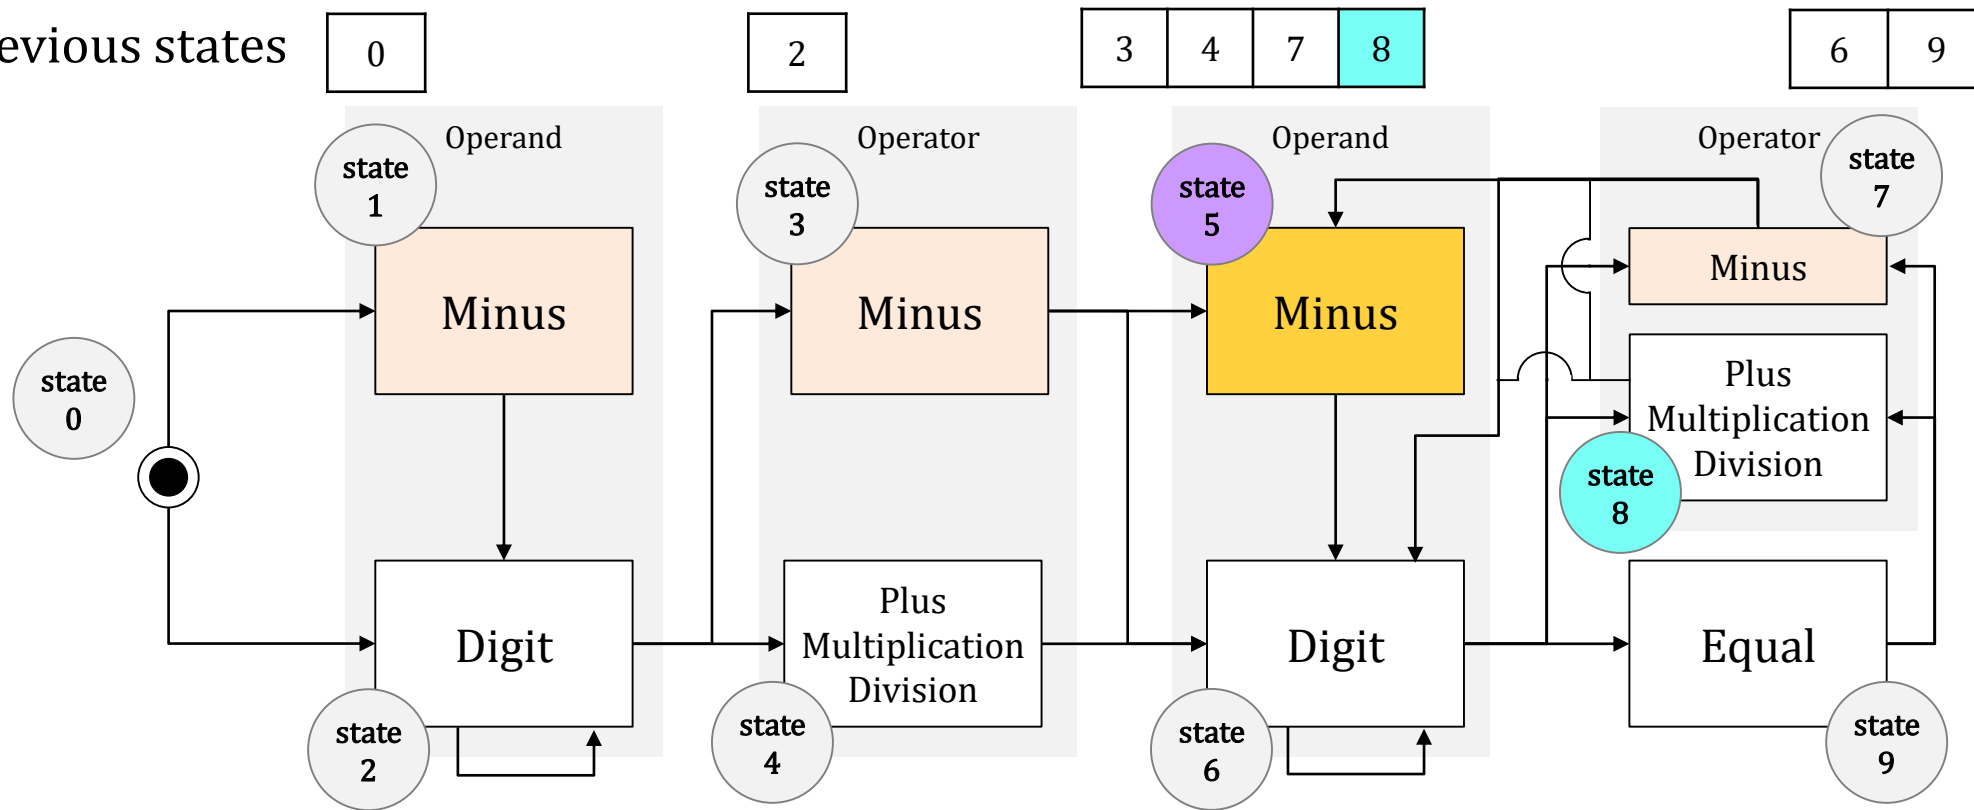 evious states
0
2
3 4 7 8
6 9
Operand
Operator
Operand
Operator
state
1
state
3
state
5
state
7
Minus
Minus
Minus
Minus
state
0
Plus
Multiplication
Division
state
8
Digit
Plus
Multiplication
Division
Digit
Equal
state
2
state
4
state
6
state
9